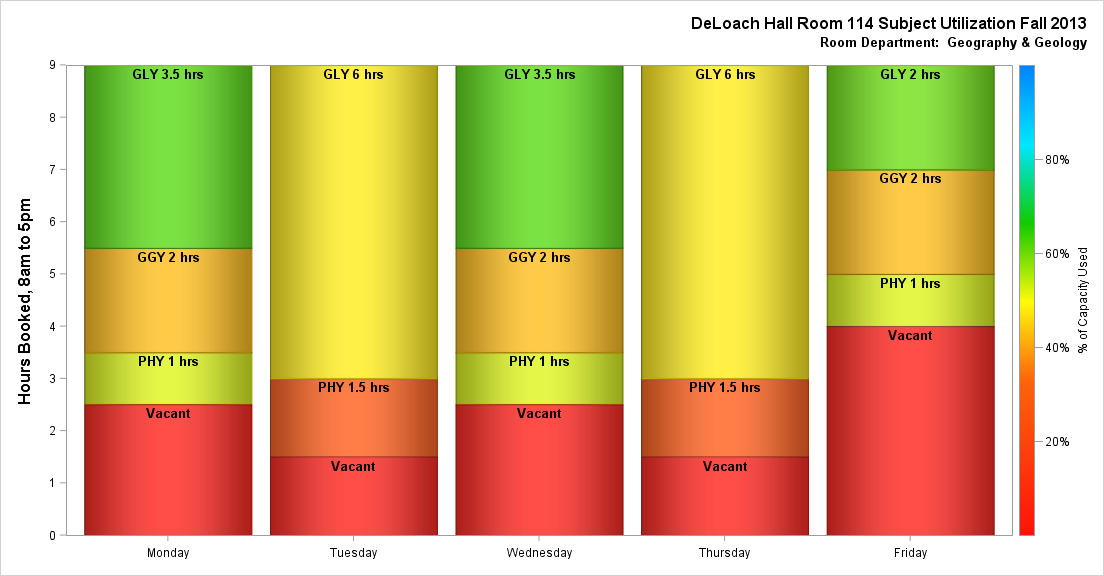 DeLoach Hall Room 114 Subject Utilization Fall 2013
Room Department:  Geography & Geology
Hours Booked, 8am to 5pm
9
8
7
6
5
4
3
2
1
0
GLY 3.5 hrs
GGY 2 hrs
PHY 1 hrs
Vacant
GLY 6 hrs
PHY 1.5 hrs
Vacant
GLY 3.5 hrs
GGY 2 hrs
PHY 1 hrs
Vacant
GLY 6 hrs
PHY 1.5 hrs
Vacant
GLY 2 hrs
GGY 2 hrs
PHY 1 hrs
Vacant
Monday
Tuesday
Wednesday
Thursday
Friday
80%
60%
40%
20%
% of Capacity Used